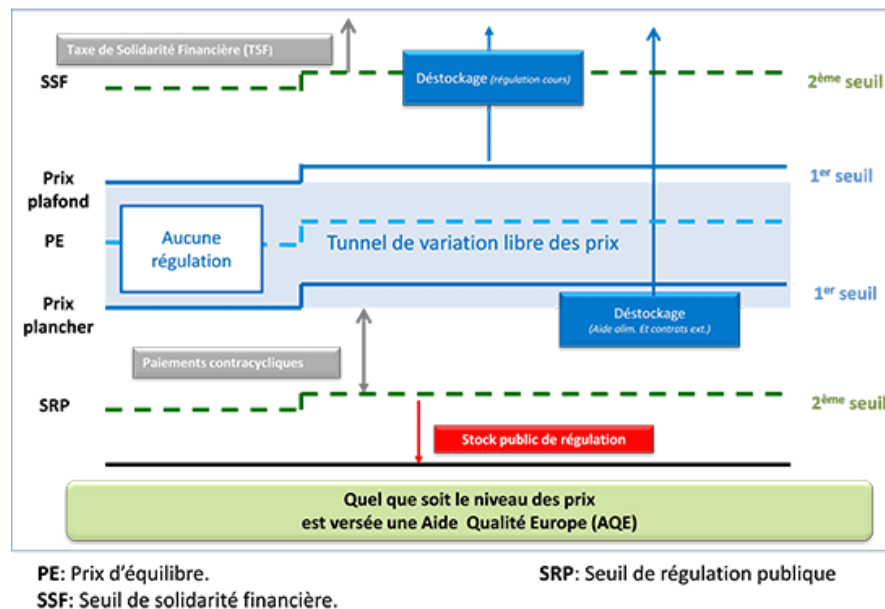 Taxe de Solidarité Financière (TSF)
SSF
Déstockage (régulation cours)
2ème seuil
Prix
plafond
1er seuil
PE
Aucune
régulation
Tunnel de variation libre des prix
Prix
plancher
1er seuil
Déstockage
(Aide alim. Et contrats ext.)
Paiements contracycliques
SRP
2ème seuil
Stock public de régulation
Quel que soit le niveau des prix
est versée une Aide Qualité Europe (AQE)
PE: Prix d'équilibre.
SRP: Seuil de régulation publique
SSF: Seuil de solidarité financière.